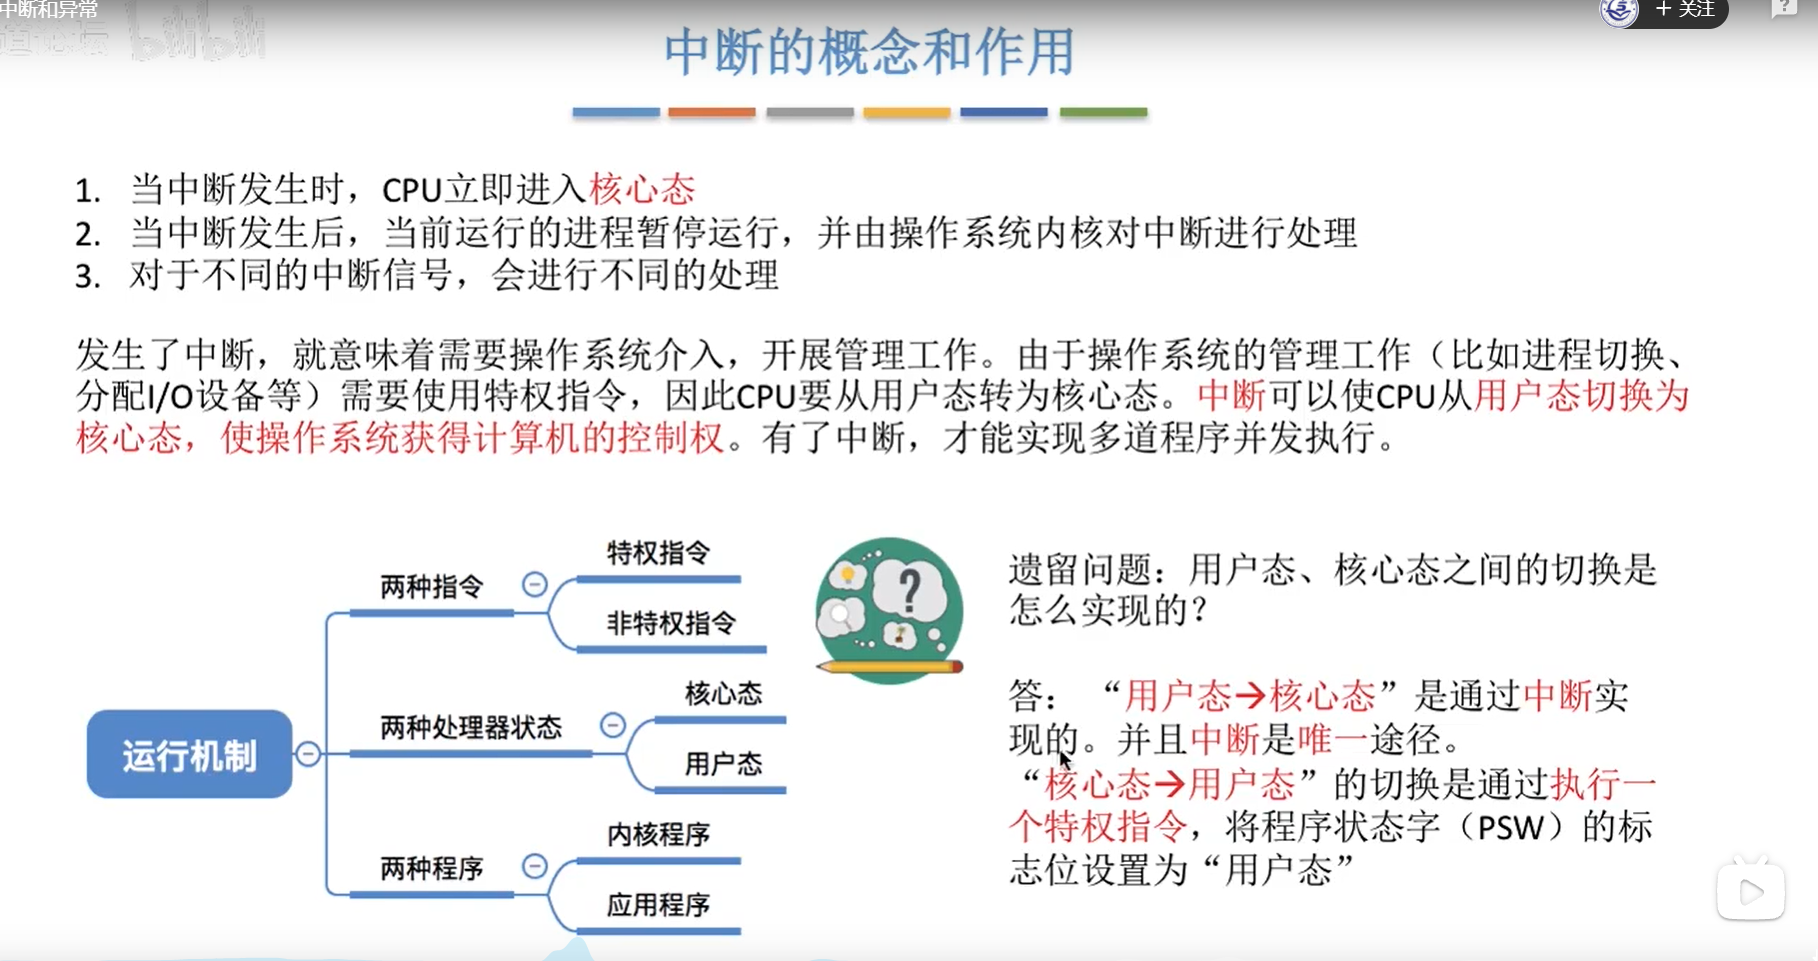 中断和异常
+ 关注
bilibili
中断的概念和作用
1. 当中断发生时，CPU立即进入核心态
2. 当中断发生后，当前运行的进程暂停运行，并由操作系统内核对中断进行处理
3. 对于不同的中断信号，会进行不同的处理
发生了中断，就意味着需要操作系统介入，开展管理工作。由于操作系统的管理工作（比如进程切换、
分配I/O设备等）需要使用特权指令，因此CPU要从用户态转为核心态。中断可以使CPU从用户态切换为
核心态，使操作系统获得计算机的控制权。有了中断，才能实现多道程序并发执行。
运行机制
两种指令
特权指令
非特权指令
两种处理器状态
核心态
用户态
两种程序
内核程序
应用程序
?
遗留问题：用户态、核心态之间的切换是
怎么实现的？
答： “用户态→核心态”是通过中断实
现的。并且中断是唯一途径。
“核心态→用户态”的切换是通过执行一
个特权指令，将程序状态字（PSW）的标
志位设置为“用户态”